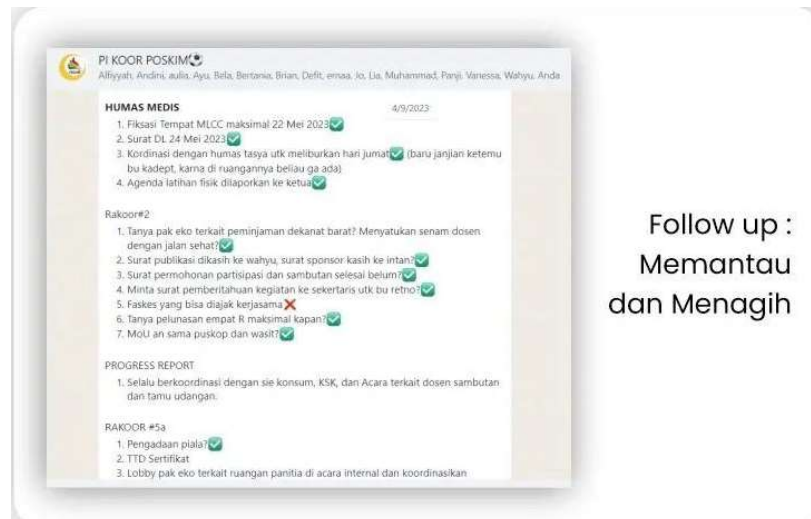 PI KOOR POSKIM
Alfiyyah, Andini, aulia, Ayu, Bela, Bertania, Brian, Defit, ernaa, Jo, Lia, Muhammad, Panji, Vanessa, Wahyu, Anda
HUMAS MEDIS 4/9/2023
1. Fiksasi Tempat MLCC maksimal 22 Mei 2023✅
2. Surat DL 24 Mei 2023✅
3. Kordinasi dengan humas tasya utk meliburkan hari jumat✅ (baru janjian ketemu
bu kadept, karna di ruangannya beliau ga ada)
4. Agenda latihan fisik dilaporkan ke ketua✅
Rakoor#2
1. Tanya pak eko terkait peminjaman dekanat barat? Menyatukan senam dosen
dengan jalan sehat?✅
2. Surat publikasi dikasih ke wahyu, surat sponsor kasih ke intan?✅
3. Surat permohonan partisipasi dan sambutan selesai belum?✅
4. Minta surat pemberitahuan kegiatan ke sekertaris utk bu retno?✅
5. Faskes yang bisa diajak kerjasama❌
6. Tanya pelunasan empat R maksimal kapan?✅
7. MoU an sama puskop dan wasit?✅
PROGRESS REPORT
1. Selalu berkoordinasi dengan sie konsum, KSK, dan Acara terkait dosen sambutan
dan tamu udangan.
RAKOOR #5a
1. Pengadaan piala?✅
2. TTD Sertifikat
3. Lobby pak eko terkait ruangan panitia di acara internal dan koordinasikan
Follow up :
Memantau
dan Menagih